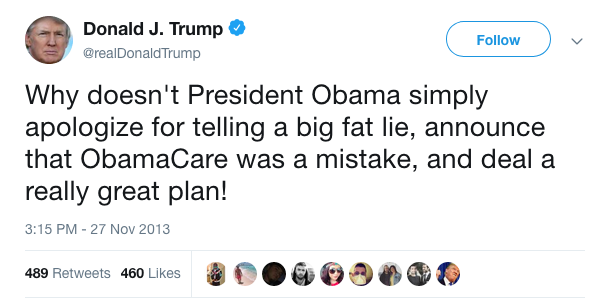 Donald J. Trump
@realDonaldTrump
Follow
Why doesn't President Obama simply
apologize for telling a big fat lie, announce
that ObamaCare was a mistake, and deal a
really great plan!
3:15 PM - 27 Nov 2013
489 Retweets 460 Likes